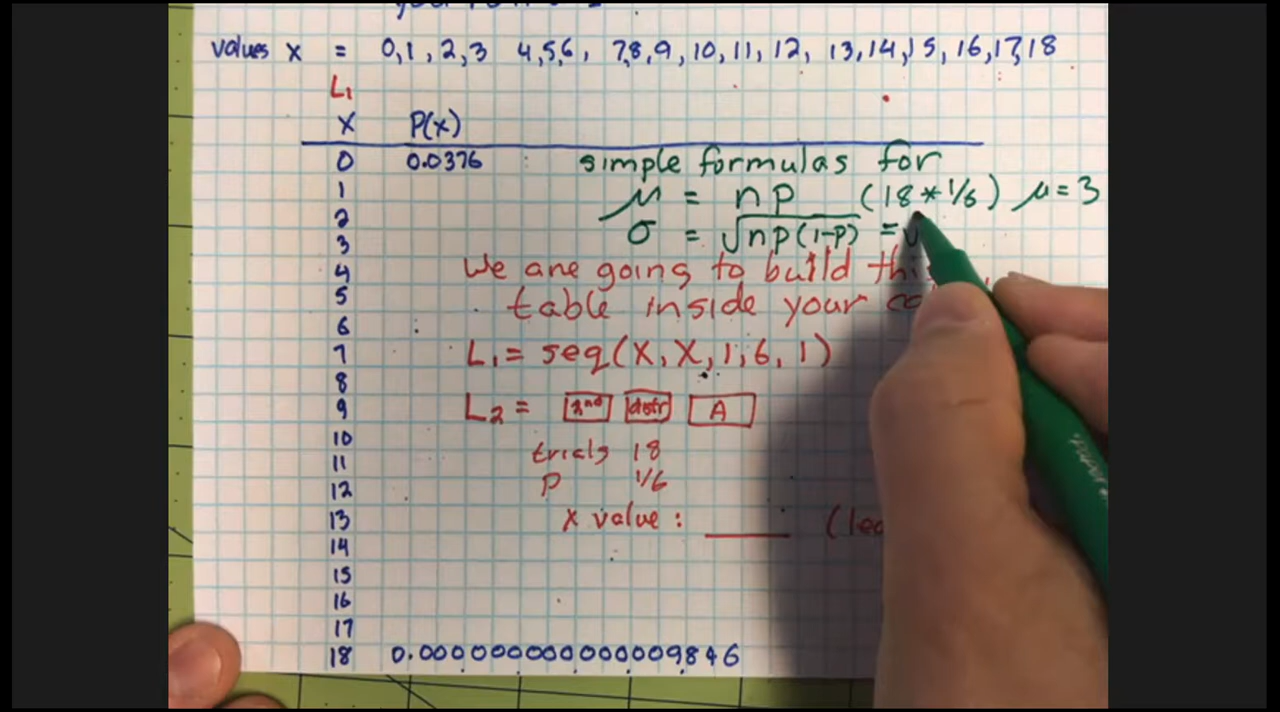 values x = 0,1, 2,3 4,5,6, 7,8,9, 10, 11, 12, 13,14,15, 16,17,18
L1
X P(x)
0 0.0376 simple formulas for
1 μ = np (18*1/6) μ=3
2
3 σ = √np(1-p) = √
4 We are going to build this
5 table inside your
6
7 L1= seq(X,X,1,6,1)
8
9 L2 = 2nd distr A
10
11 trials 18
12 P 1/6
13 x value: ____
14
15
16
17
18 0.0000000000000009846